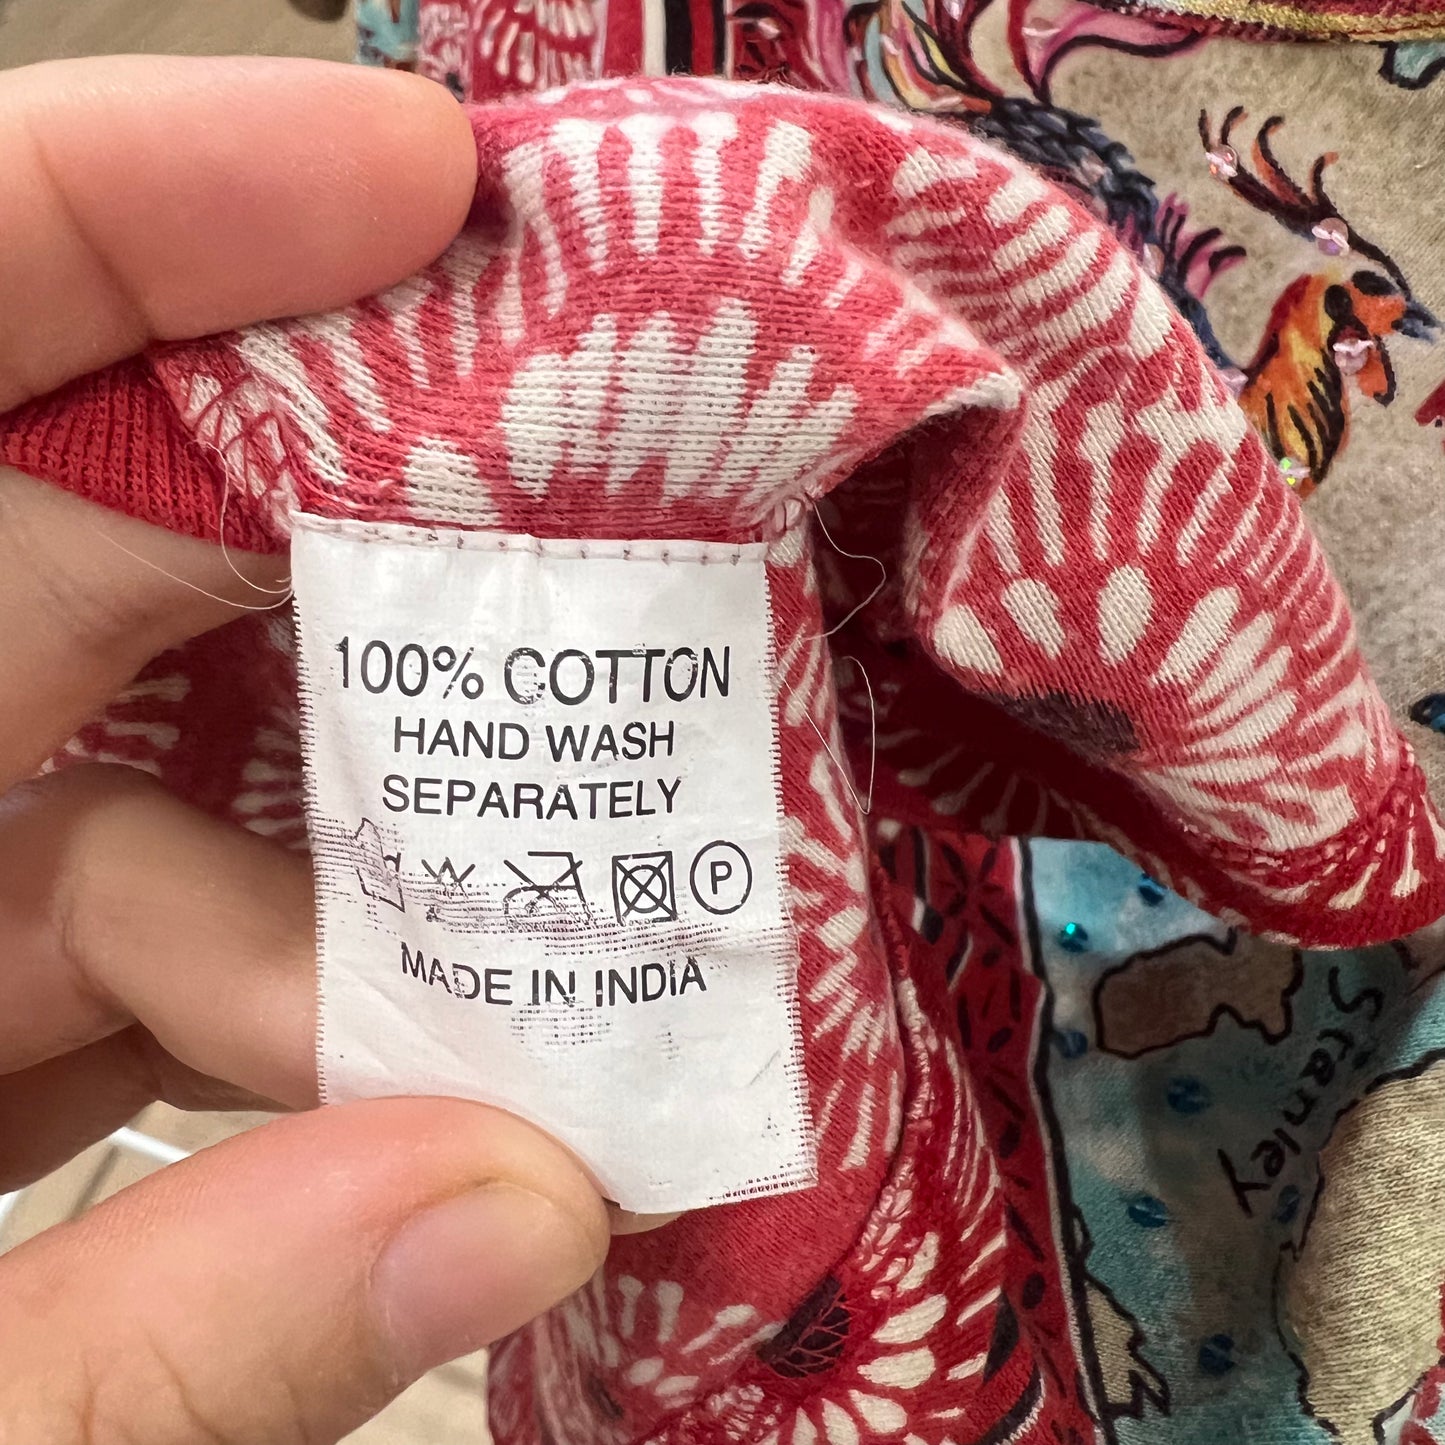 100% COTTON
HAND WASH
SEPARATELY
P
MADE IN INDIA
Stanley